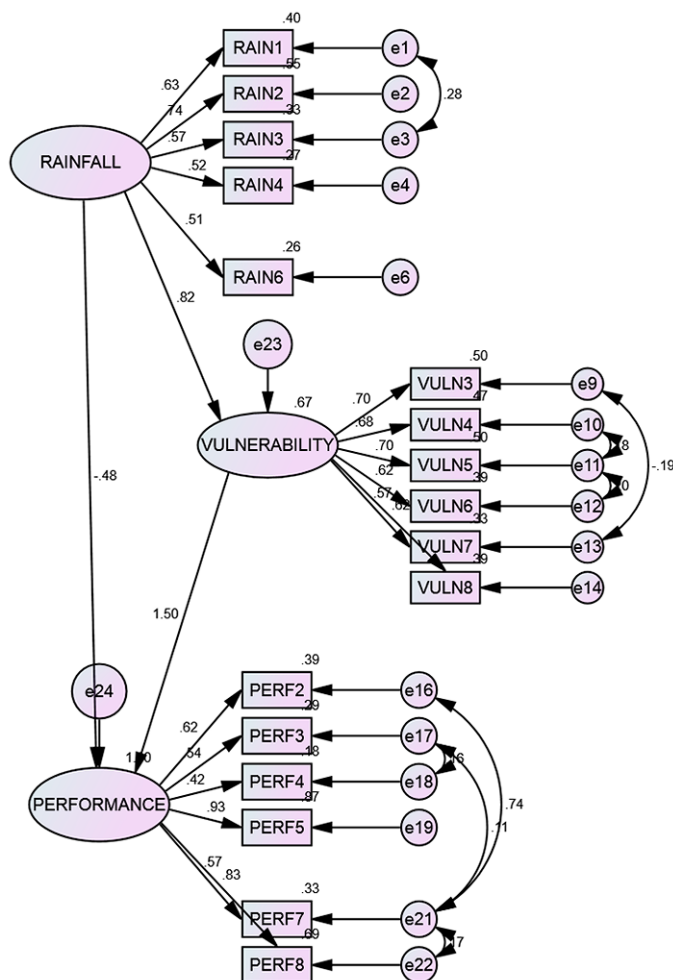 .40
RAIN1
e1
.63
.55
RAIN2
e2
.28
.74
.33
RAIN3
e3
.57
.27
RAINFALL
.52
RAIN4
e4
.51
.26
RAIN6
e6
.82
e23
.50
.67
VULN3
e9
.70
.47
VULN4
e10
.68
.50
VULNERABILITY
.70
VULN5
e11
-.19
-.48
.62
.39
VULN6
e12
.57
.62
.33
VULN7
e13
.39
VULN8
e14
1.50
.39
e24
PERF2
e16
.62
.29
PERF3
e17
.54
.18
PERF4
e18
.42
.87
PERFORMANCE
.93
PERF5
e19
.74
.11
.57
.83
.33
PERF7
e21
.69
PERF8
e22